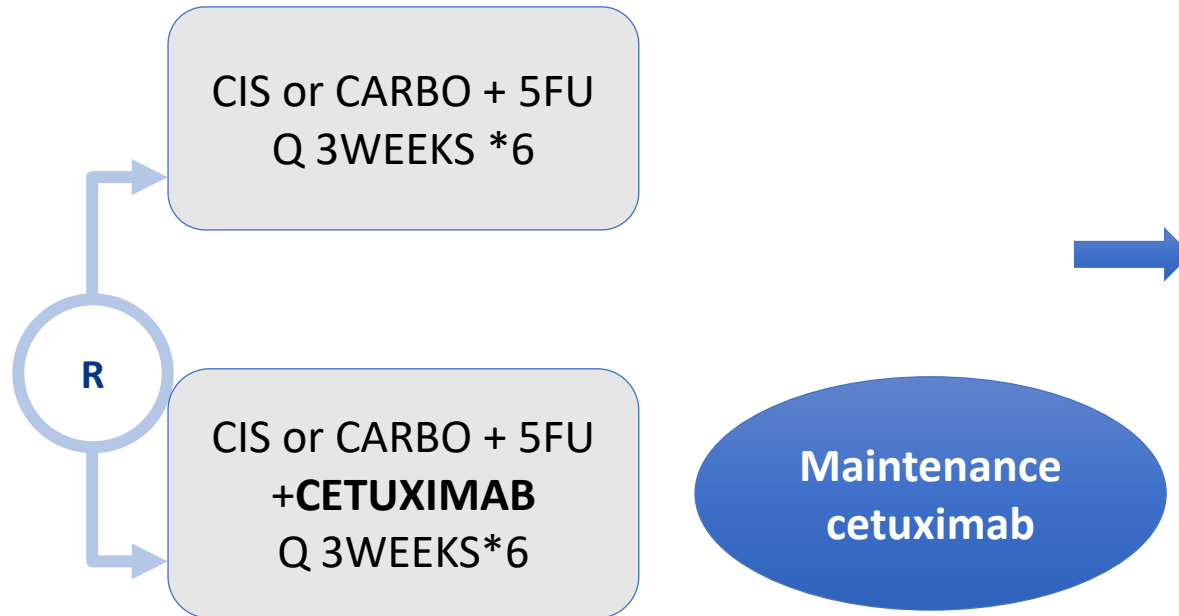 CIS or CARBO + 5FU
Q 3WEEKS *6
R
CIS or CARBO + 5FU
+CETUXIMAB
Q 3WEEKS*6
Maintenance
cetuximab